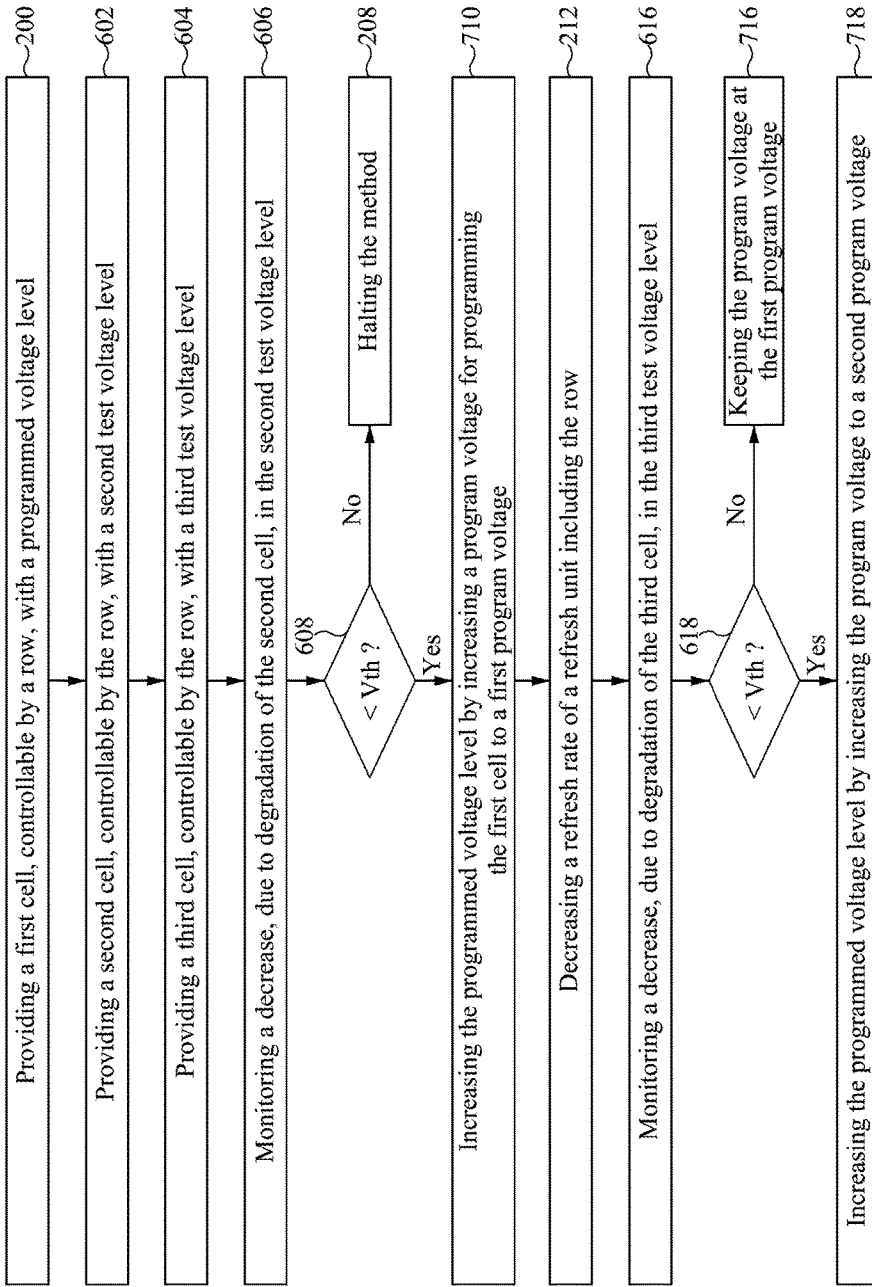 Providing a first cell, controllable by a row, with a programmed voltage level
200
Providing a second cell, controllable by the row, with a second test voltage level
602
Providing a third cell, controllable by the row, with a third test voltage level
604
Monitoring a decrease, due to degradation of the second cell, in the second test voltage level
606
608
< Vth ?
No
Halting the method
208
Yes
Increasing the programmed voltage level by increasing a program voltage for programming
the first cell to a first program voltage
710
Decreasing a refresh rate of a refresh unit including the row
212
Monitoring a decrease, due to degradation of the third cell, in the third test voltage level
616
618
< Vth ?
No
Keeping the program voltage at
the first program voltage
716
Yes
Increasing the programmed voltage level by increasing the program voltage to a second program voltage
718